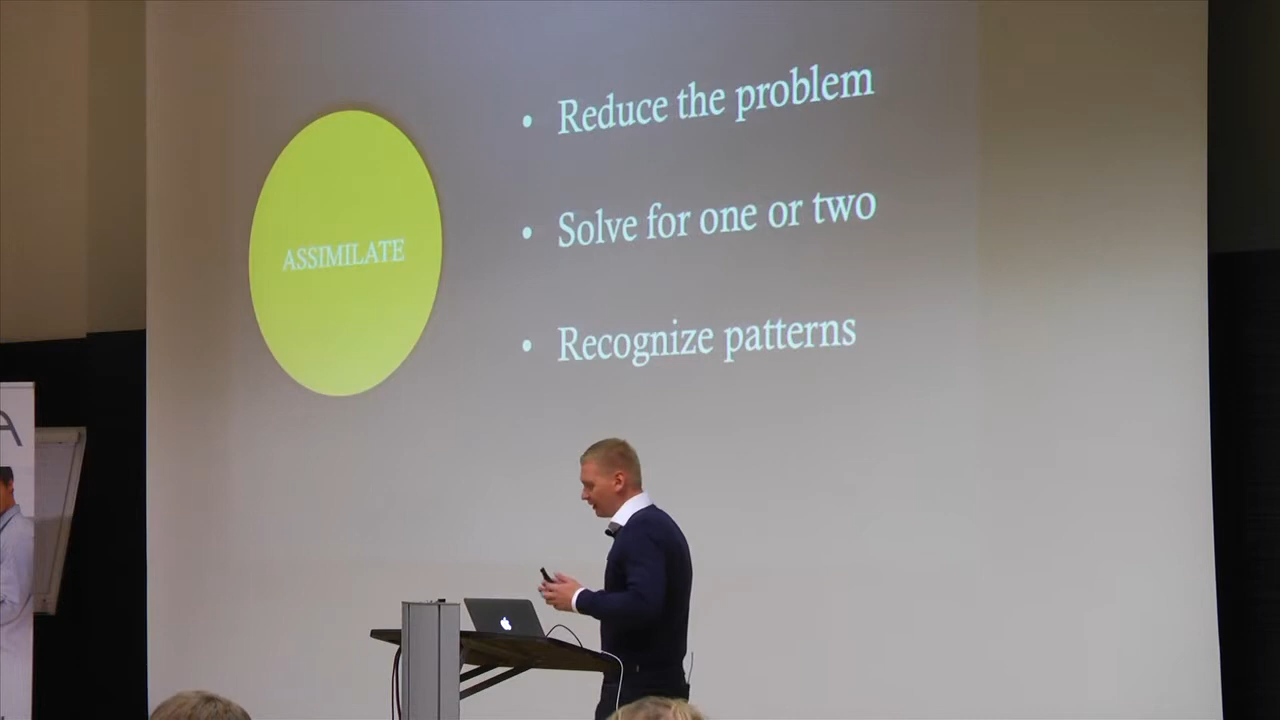 ASSIMILATE
• Reduce the problem
• Solve for one or two
• Recognize patterns
A